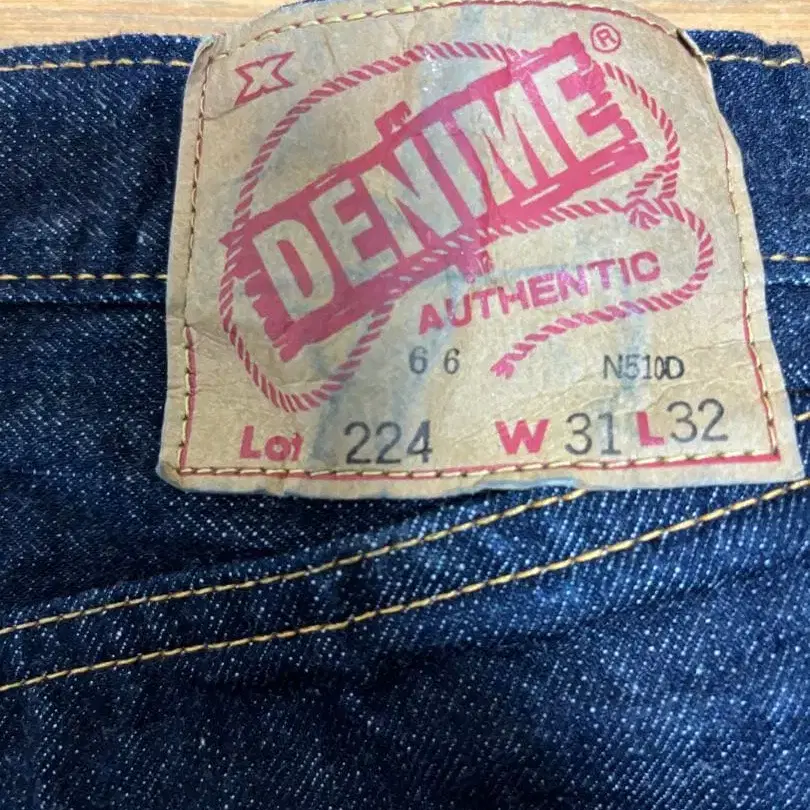 X
DENIME ®
AUTHENTIC
66 N510D
Lot 224 W 31 L 32